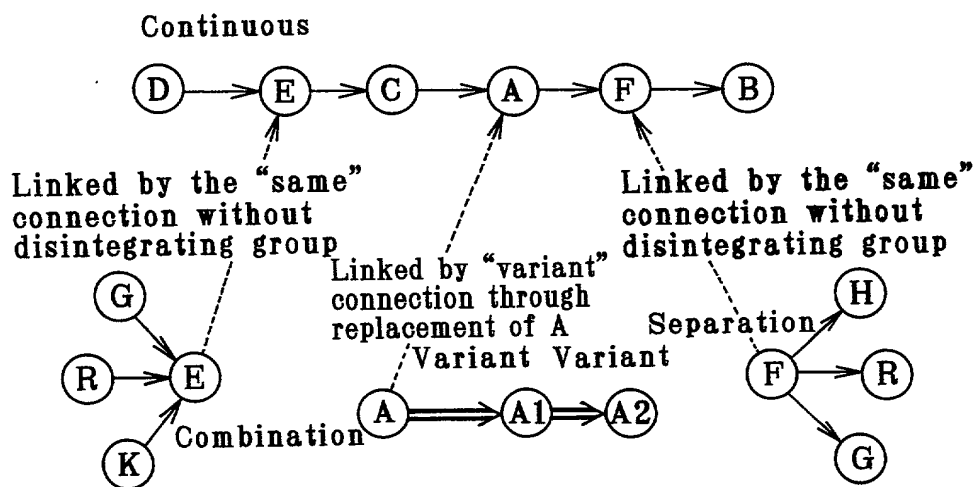 Continuous
D E C A F B
Linked by the “same”
connection without
disintegrating group
Linked by “variant”
connection through
replacement of A
Variant Variant
Linked by the “same”
connection without
disintegrating group
G
R E
K
Combination
A A1 A2
Separation
H
F R
G